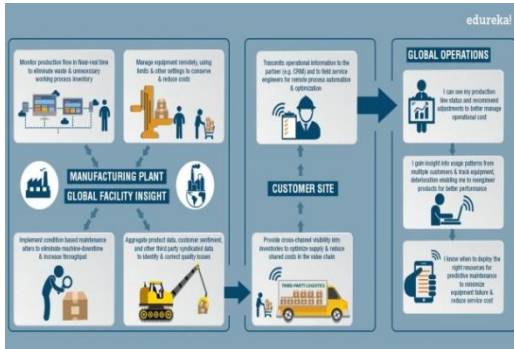 edureka!
Monitor production flow in Near-real time
to eliminate waste & unnecessary
working process inventory
Manage equipment remotely, using
limits & other settings to conserve
& reduce costs
MANUFACTURING PLANT
GLOBAL FACILITY INSIGHT
Implement condition based maintenance
alters to eliminate machine-downtime
& increase throughput
Aggregate product data, customer sentiment,
and other third party syndicated data
to identify & correct quality issues
Transmits operational information to the
partner (e.g. CRM) and to field service
engineers for remote process automation
& optimization
CUSTOMER SITE
Provide cross-channel visibility into
inventories to optimize supply & reduce
shared costs in the value chain
THIRD-PARTY LOGISTICS
GLOBAL OPERATIONS
I can see my production
line status and recommend
adjustments to better manage
operational cost
I gain insight into usage patterns from
multiple customers & track equipment,
deterioration enabling me to reengineer
products for better performance
I know when to deploy the
right resources for
predictive maintenance
to minimize
equipment failure &
reduce service cost